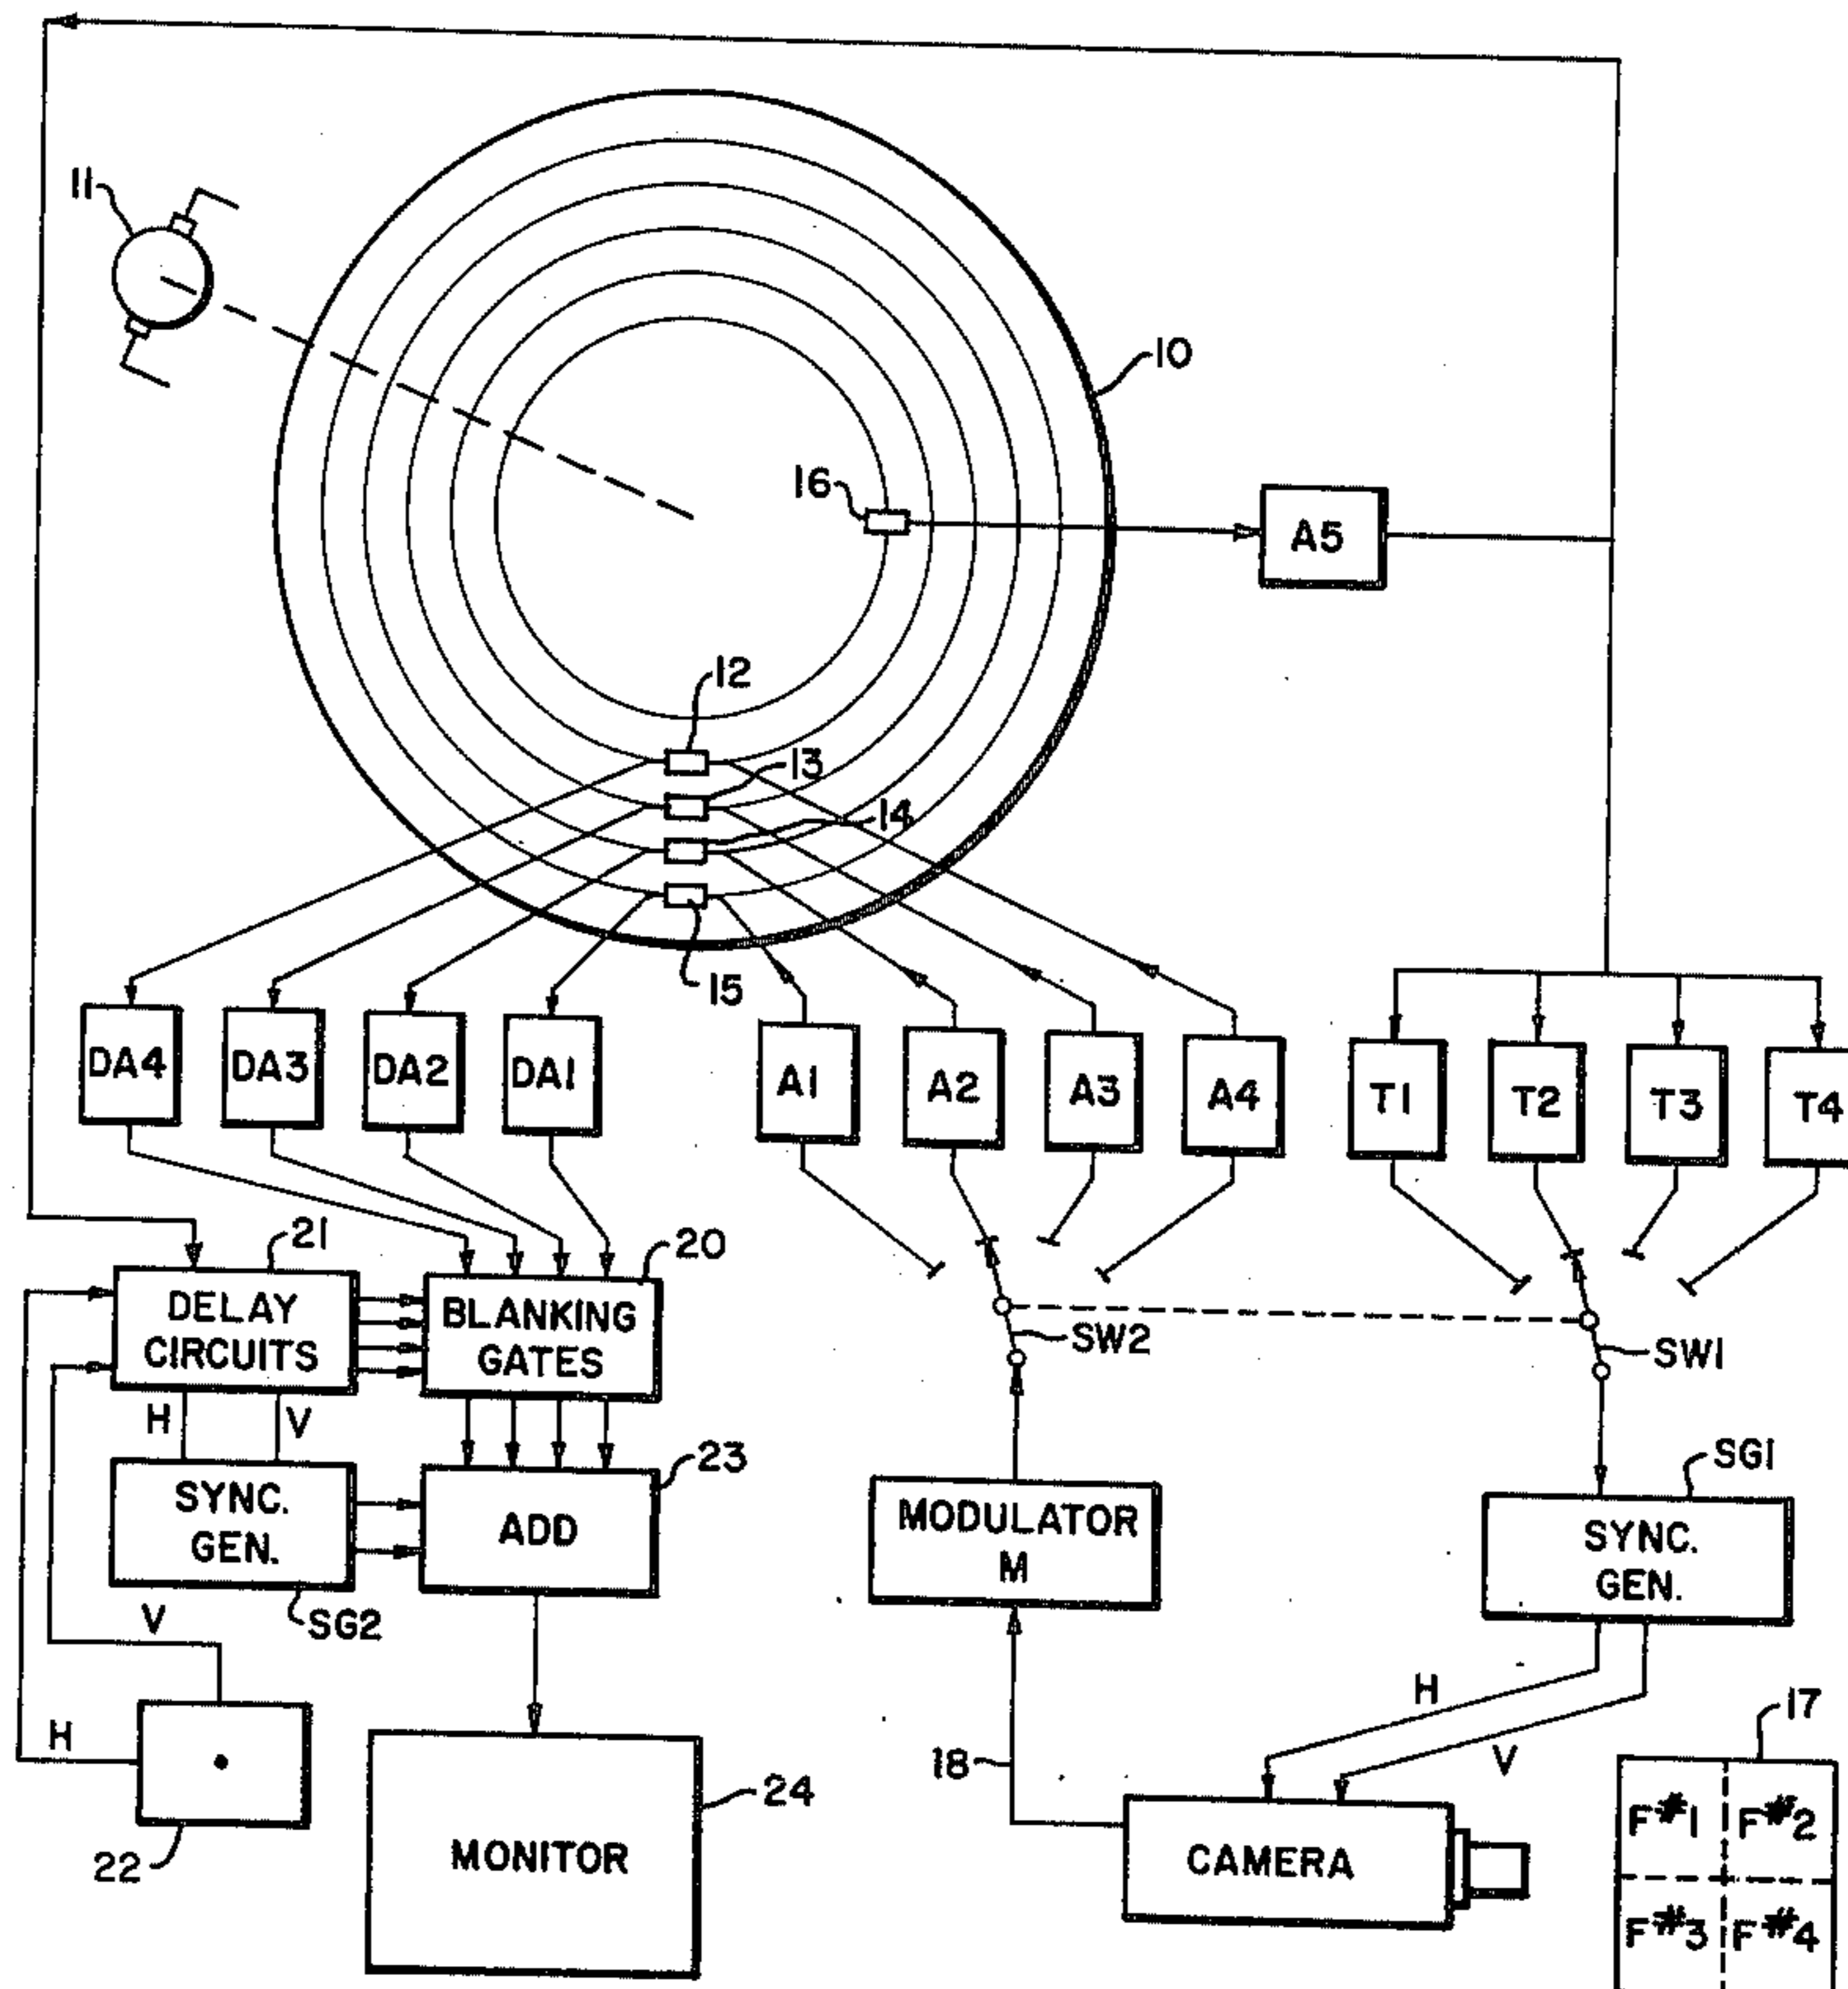 11
10
16
A5
12
13
14
15
DA4
DA3
DA2
DA1
A1
A2
A3
A4
T1
T2
T3
T4
21
20
DELAY
CIRCUITS
BLANKING
GATES
SW2
SW1
H
V
23
SG1
SYNC.
GEN.
ADD
MODULATOR
M
SYNC.
GEN.
V
SG2
H
17
H
22
MONITOR
24
18
V
CAMERA
F#1
F#2
F#3
F#4